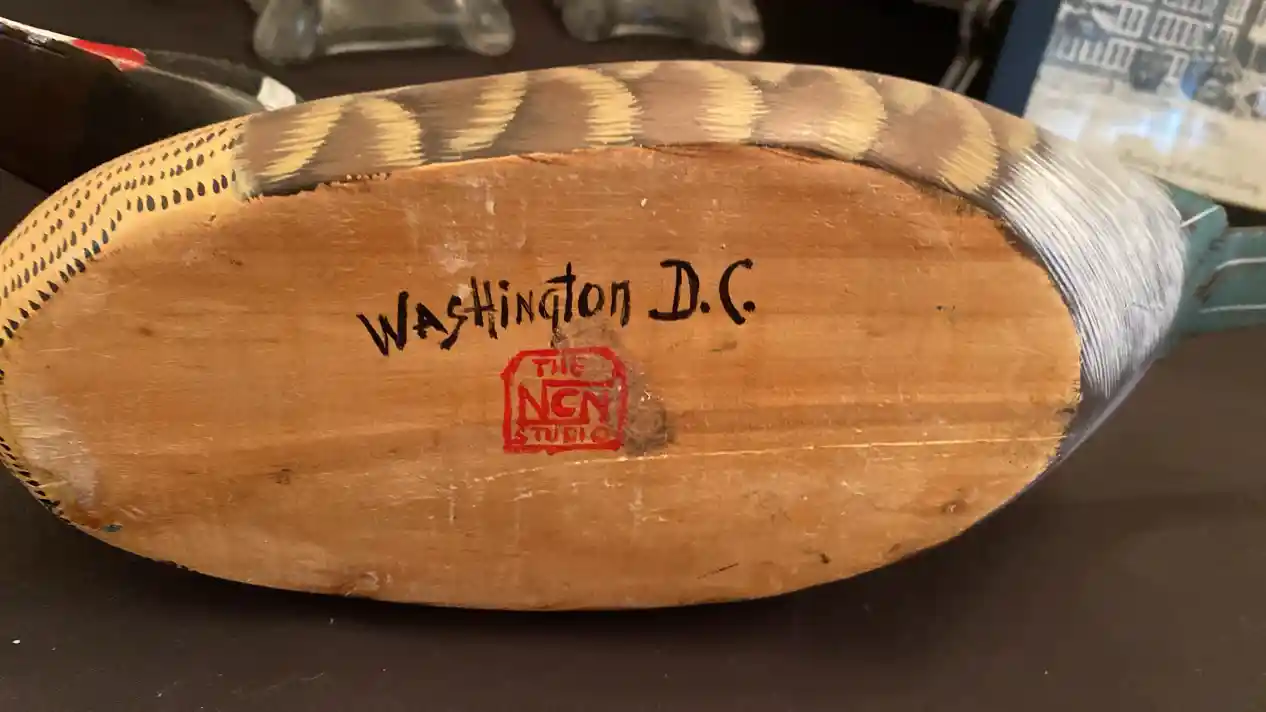 WASHington D.C.
THE
NCN
STUDIO